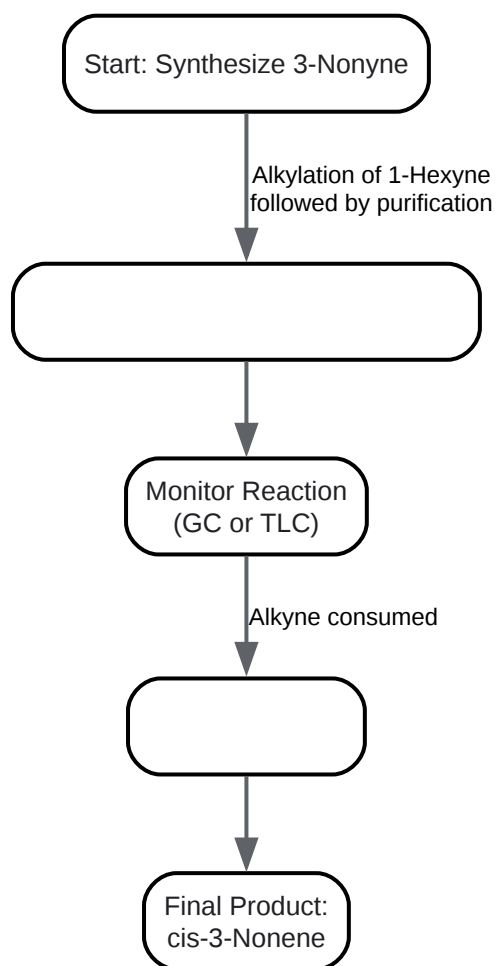 Start: Synthesize 3-Nonyne
Alkylation of 1-Hexyne
followed by purification
Monitor Reaction
(GC or TLC)
Alkyne consumed
Final Product:
cis-3-Nonene